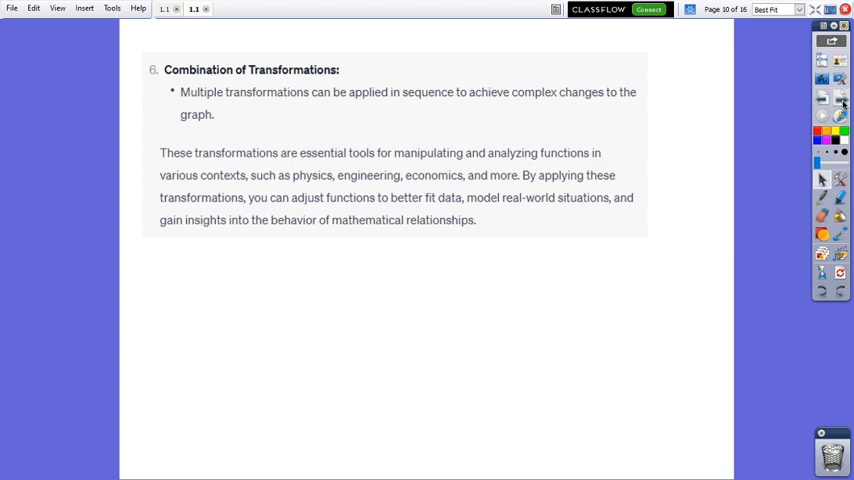 File Edit View Insert Tools Help 1.1 1.1 CLASSFLOW Connect Page 10 of 16 Best Fit
6. Combination of Transformations:
• Multiple transformations can be applied in sequence to achieve complex changes to the
graph.
These transformations are essential tools for manipulating and analyzing functions in
various contexts, such as physics, engineering, economics, and more. By applying these
transformations, you can adjust functions to better fit data, model real-world situations, and
gain insights into the behavior of mathematical relationships.